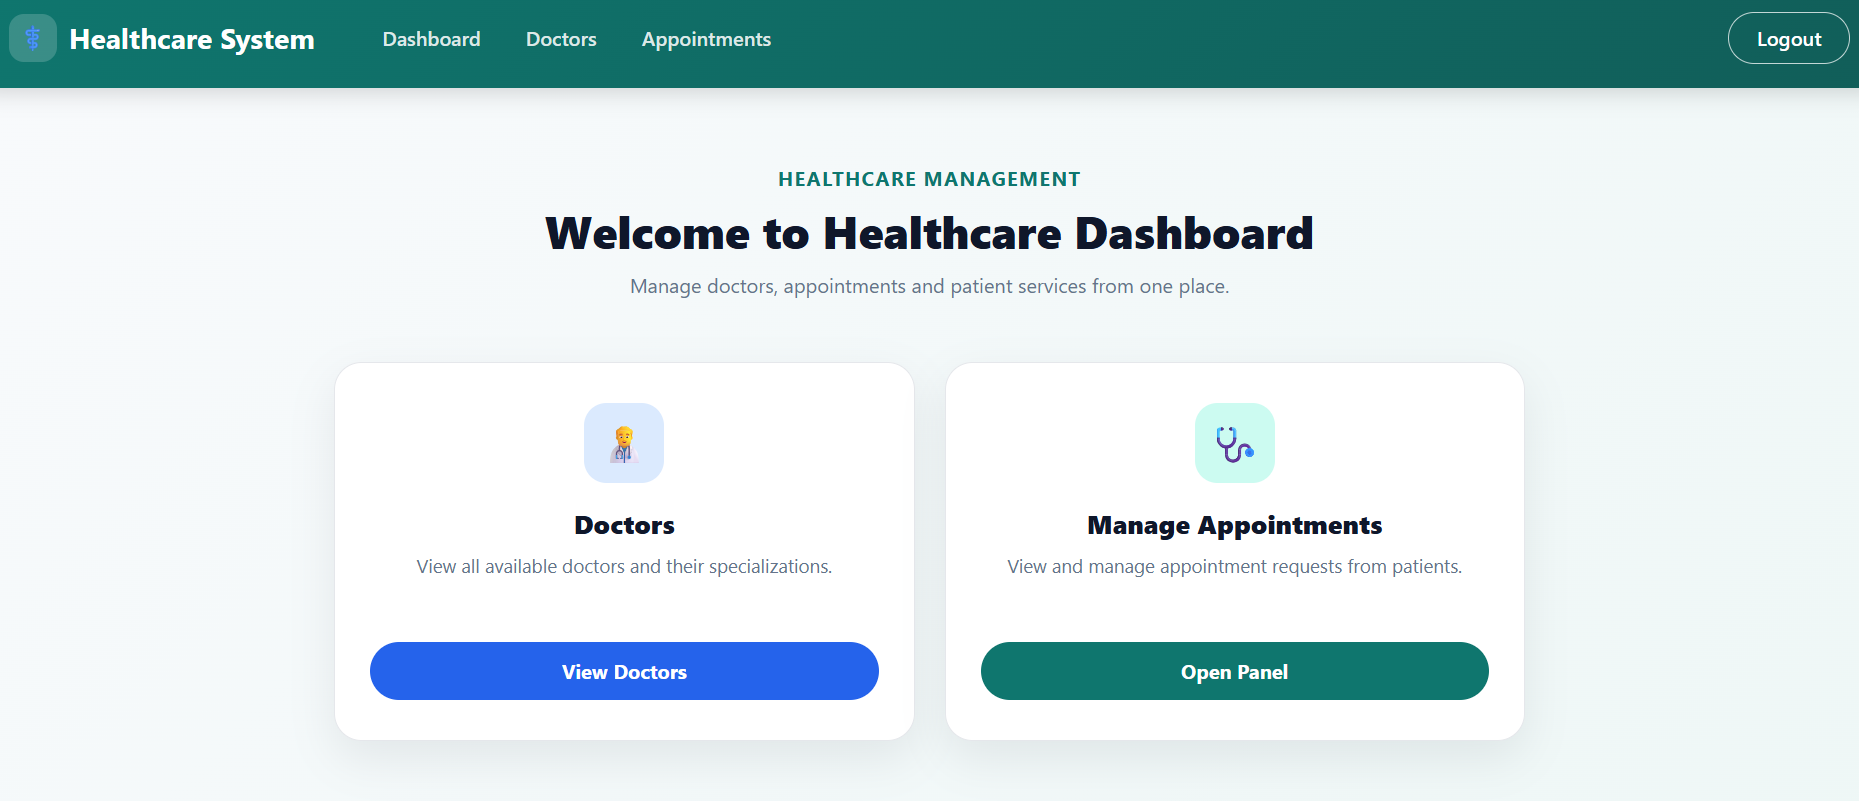 Healthcare System
Dashboard
Doctors
Appointments
Logout
HEALTHCARE MANAGEMENT
Welcome to Healthcare Dashboard
Manage doctors, appointments and patient services from one place.
Doctors
View all available doctors and their specializations.
View Doctors
Manage Appointments
View and manage appointment requests from patients.
Open Panel